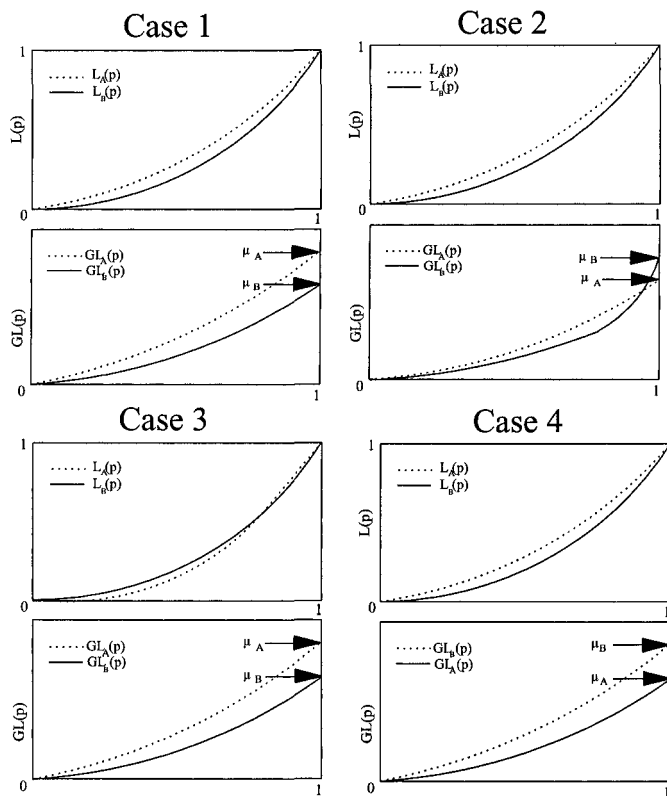 Case 1
1
L_A(p)
L_B(p)
L(p)
0
1
GL_A(p)
GL_B(p)
μ_A
μ_B
GL(p)
0
1
Case 2
1
L_A(p)
L_B(p)
L(p)
0
1
GL_A(p)
GL_B(p)
μ_B
μ_A
GL(p)
0
1
Case 3
1
L_A(p)
L_B(p)
0
1
GL_A(p)
GL_B(p)
μ_A
μ_B
GL(p)
0
1
Case 4
1
L_A(p)
L_B(p)
L(p)
0
1
GL_B(p)
GL_A(p)
μ_B
μ_A
GL(p)
0
1